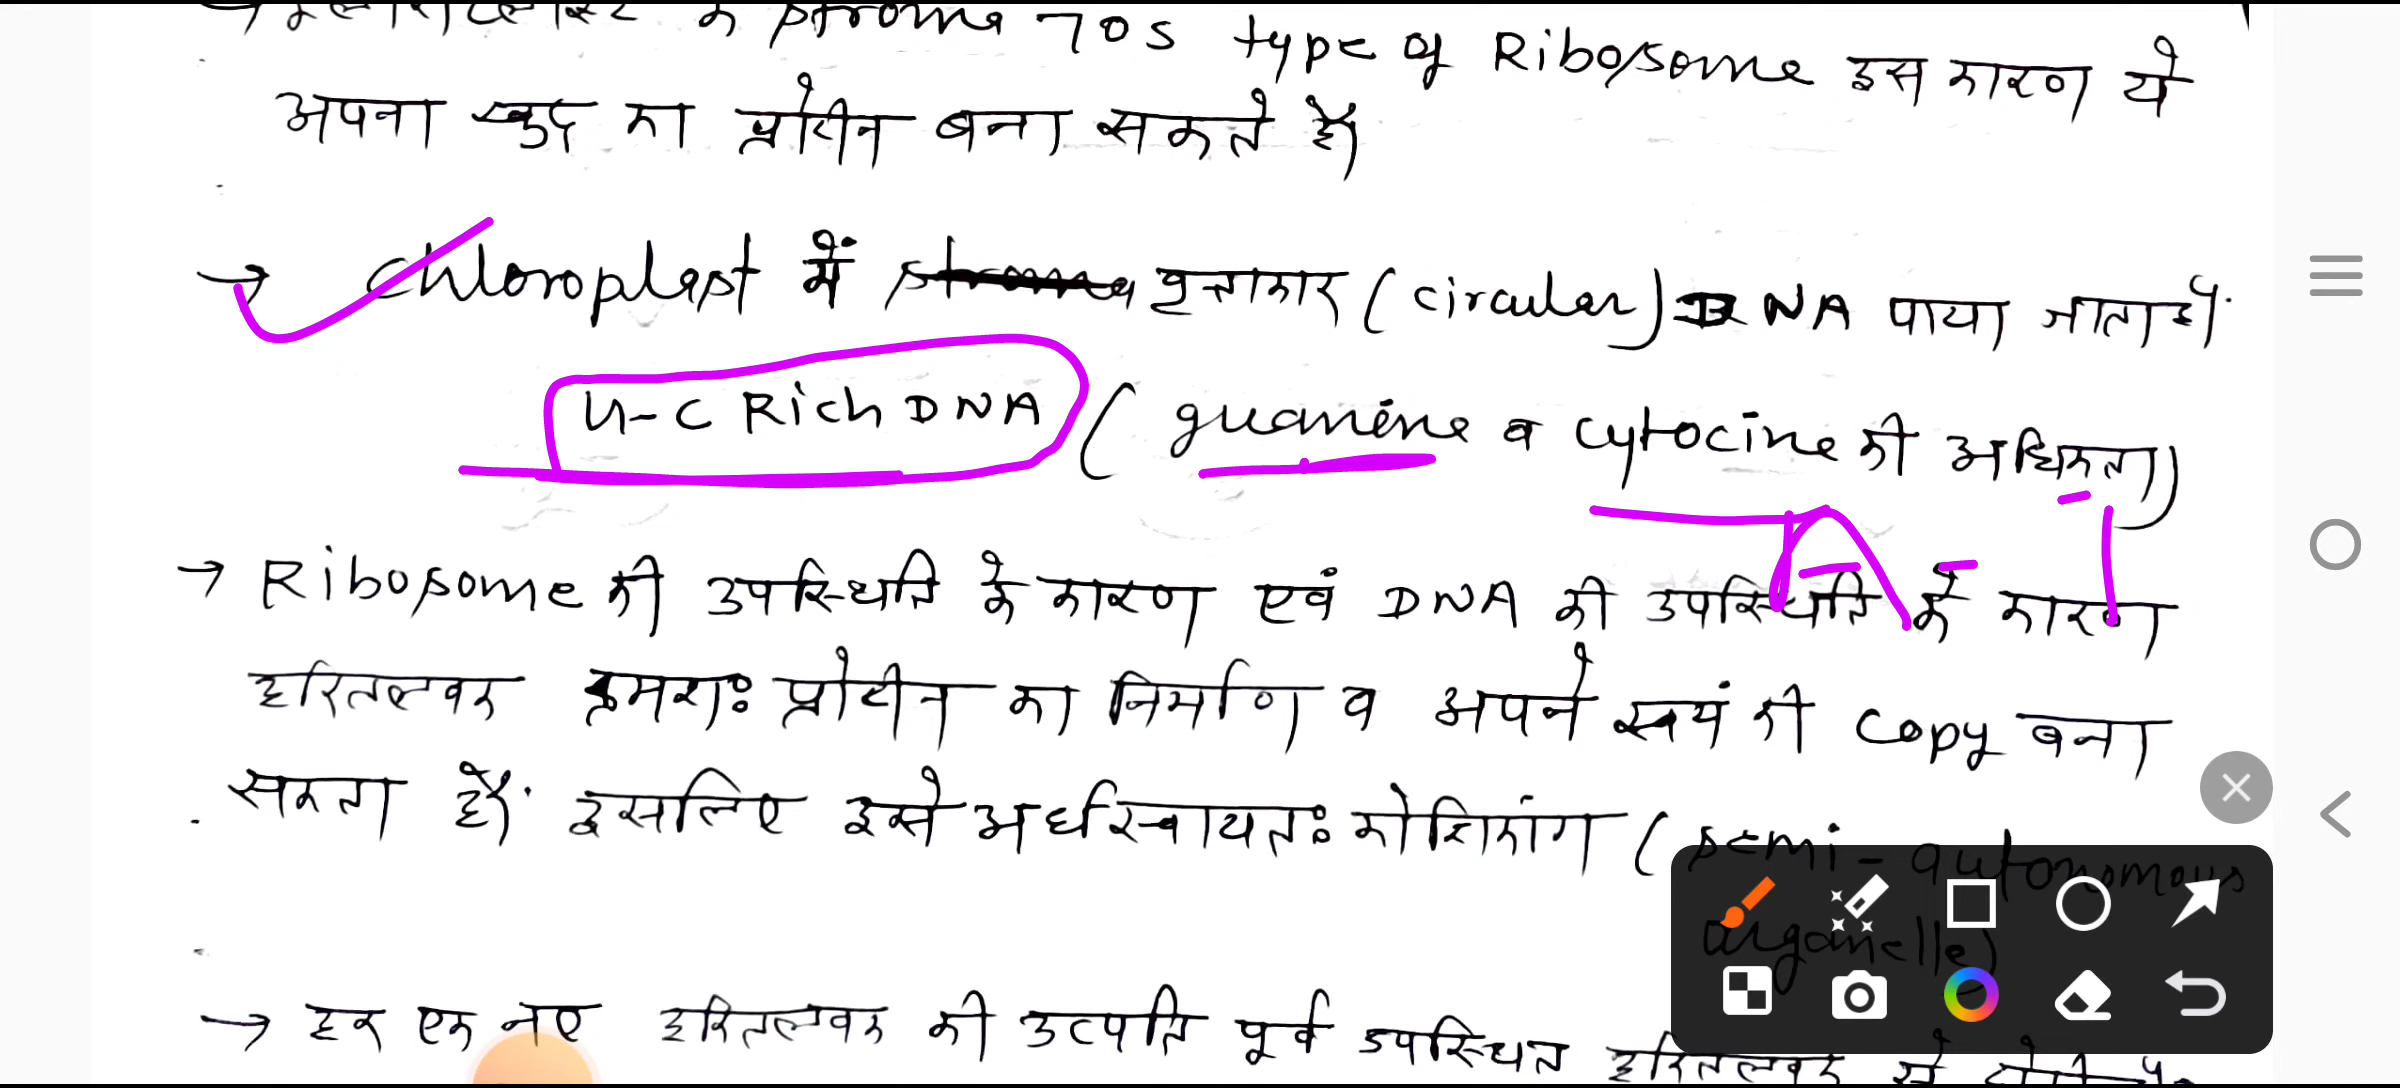 → क्लोरोप्लास्ट के stroma 70s type of Ribosome इस कारण ये
अपना खुद का प्रोटीन बना सकते है।
→ Chloroplast में वृत्ताकार (circular) DNA पाया जाता है।
G-C Rich DNA ( guanine व cytocine की अधिकता)
→ Ribosome की उपस्थिति के कारण एवं DNA की उपस्थिति के कारण
हरितलवक क्रमशः प्रोटीन का निर्माण व अपने स्वयं की copy बना
सकता है। इसलिए इसे अर्धस्वायतः कोशिकांग ( semi-autonomous
organelle)
→ हर एक नए हरितलवक की उत्पति पूर्व उपस्थित हरितलवक से